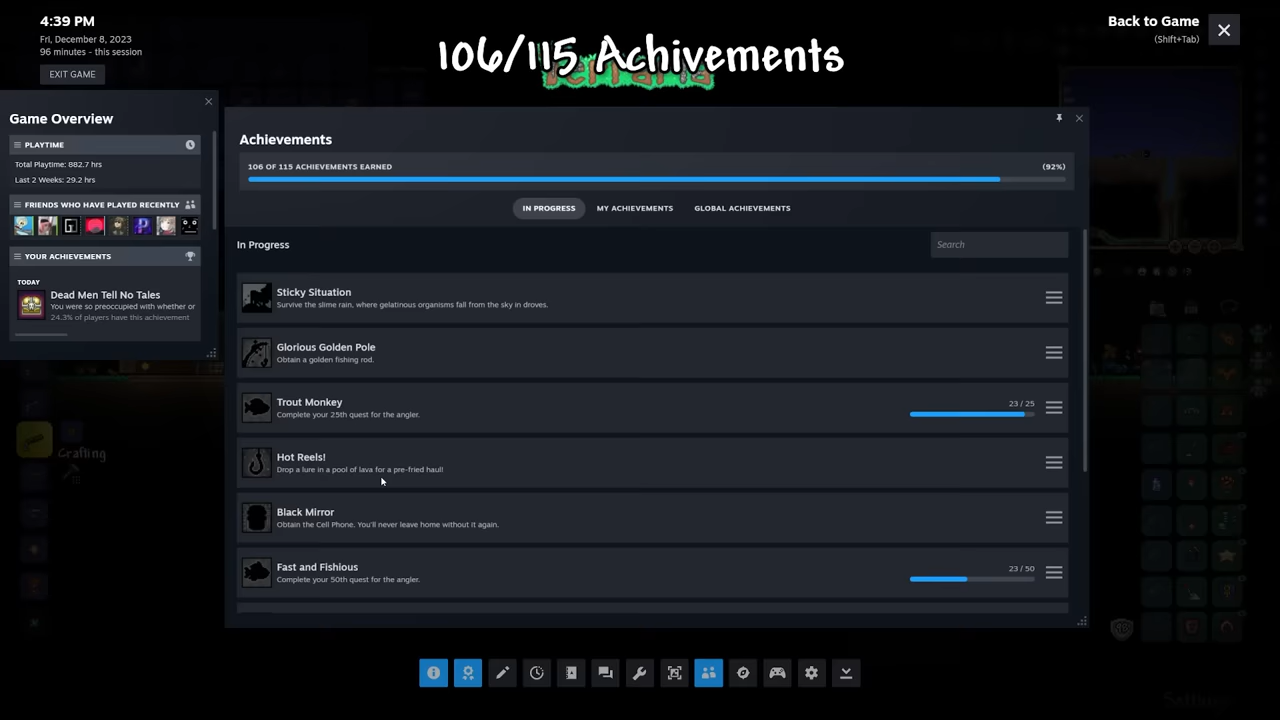 4:39 PM
Fri, December 8, 2023
96 minutes - this session
EXIT GAME
106/115 Achivements
Terraria
Back to Game
(Shift+Tab)
Game Overview
PLAYTIME
Total Playtime: 882.7 hrs
Last 2 Weeks: 29.2 hrs
FRIENDS WHO HAVE PLAYED RECENTLY
YOUR ACHIEVEMENTS
TODAY
Dead Men Tell No Tales
You were so preoccupied with whether or
24.3% of players have this achievement
Achievements
106 OF 115 ACHIEVEMENTS EARNED (92%)
IN PROGRESS MY ACHIEVEMENTS GLOBAL ACHIEVEMENTS
In Progress
Search
Sticky Situation
Survive the slime rain, where gelatinous organisms fall from the sky in droves.
Glorious Golden Pole
Obtain a golden fishing rod.
Trout Monkey
Complete your 25th quest for the angler.
23 / 25
Hot Reels!
Drop a lure in a pool of lava for a pre-fried haul!
Black Mirror
Obtain the Cell Phone. You'll never leave home without it again.
Fast and Fishious
Complete your 50th quest for the angler.
23 / 50
Crafting
Settings